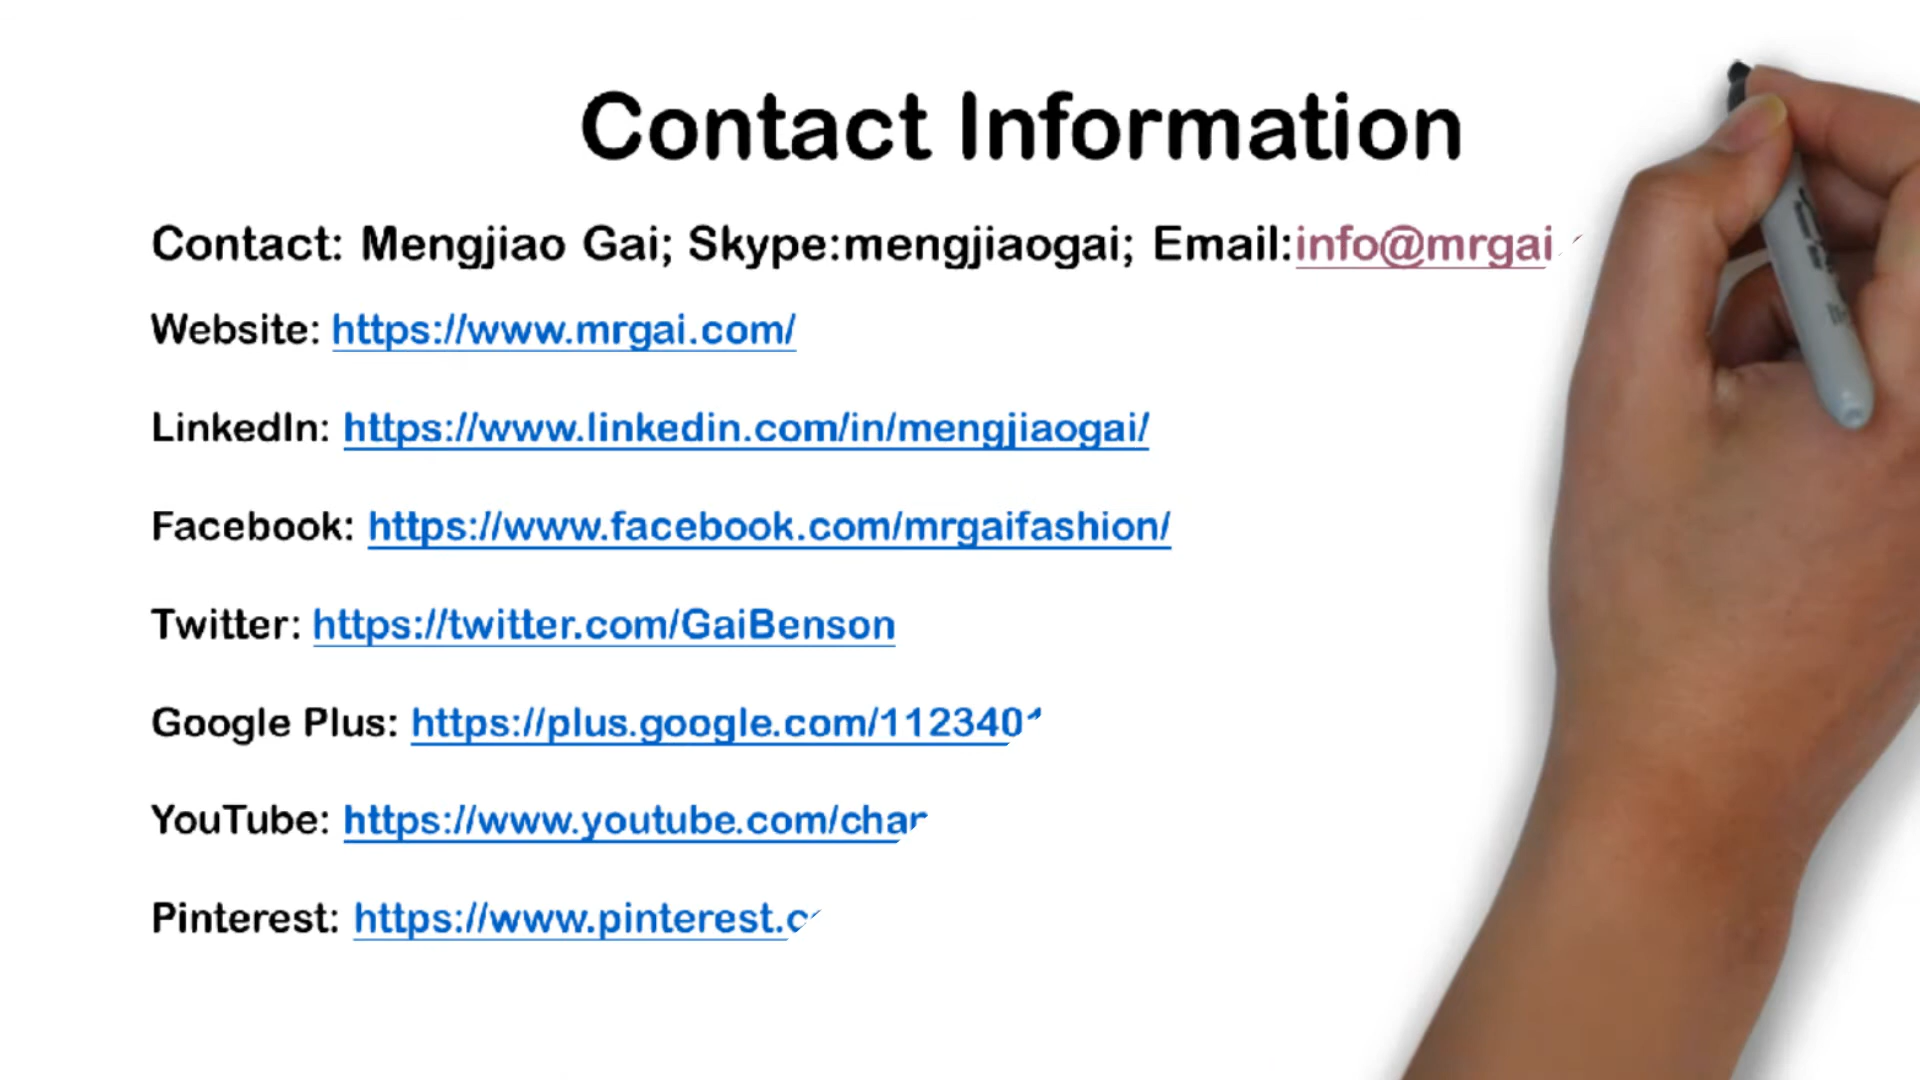 Contact Information
Contact: Mengjiao Gai; Skype:mengjiaogai; Email:info@mrgai
Website: https://www.mrgai.com/
LinkedIn: https://www.linkedin.com/in/mengjiaogai/
Facebook: https://www.facebook.com/mrgaifashion/
Twitter: https://twitter.com/GaiBenson
Google Plus: https://plus.google.com/112340
YouTube: https://www.youtube.com/char
Pinterest: https://www.pinterest.c